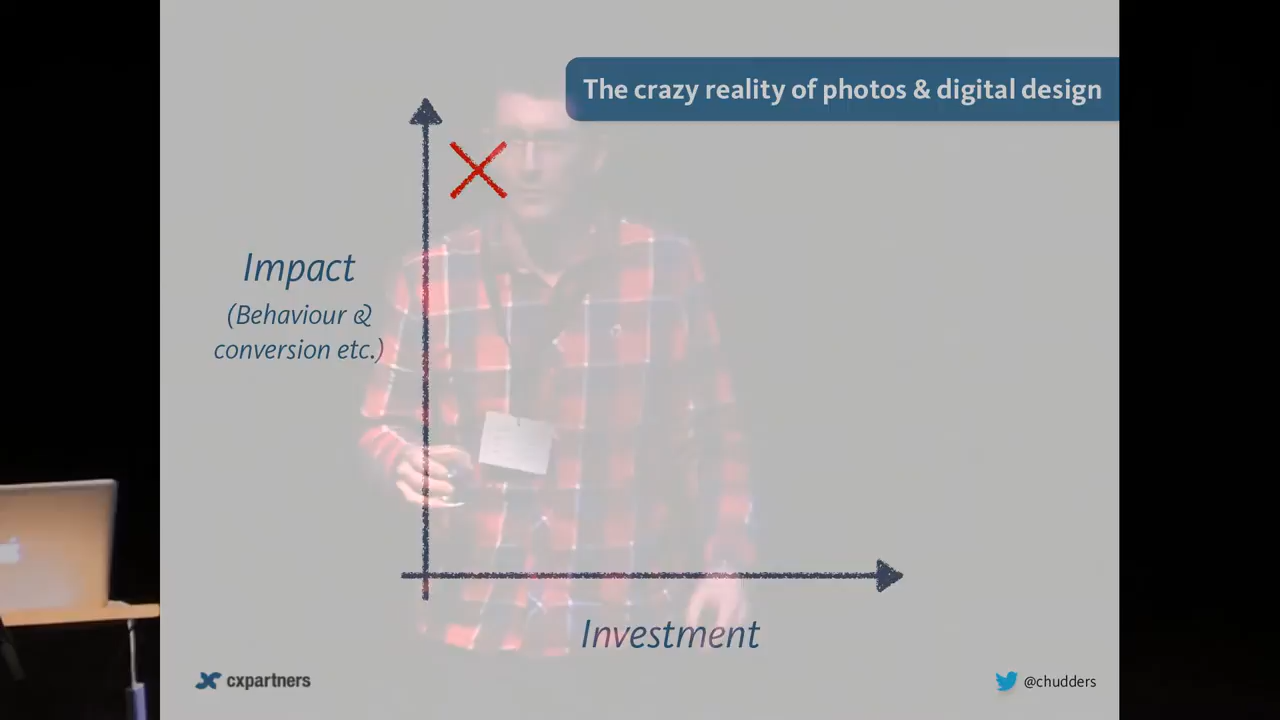 The crazy reality of photos & digital design
Impact
(Behaviour &
conversion etc.)
Investment
cxpartners
@chudders